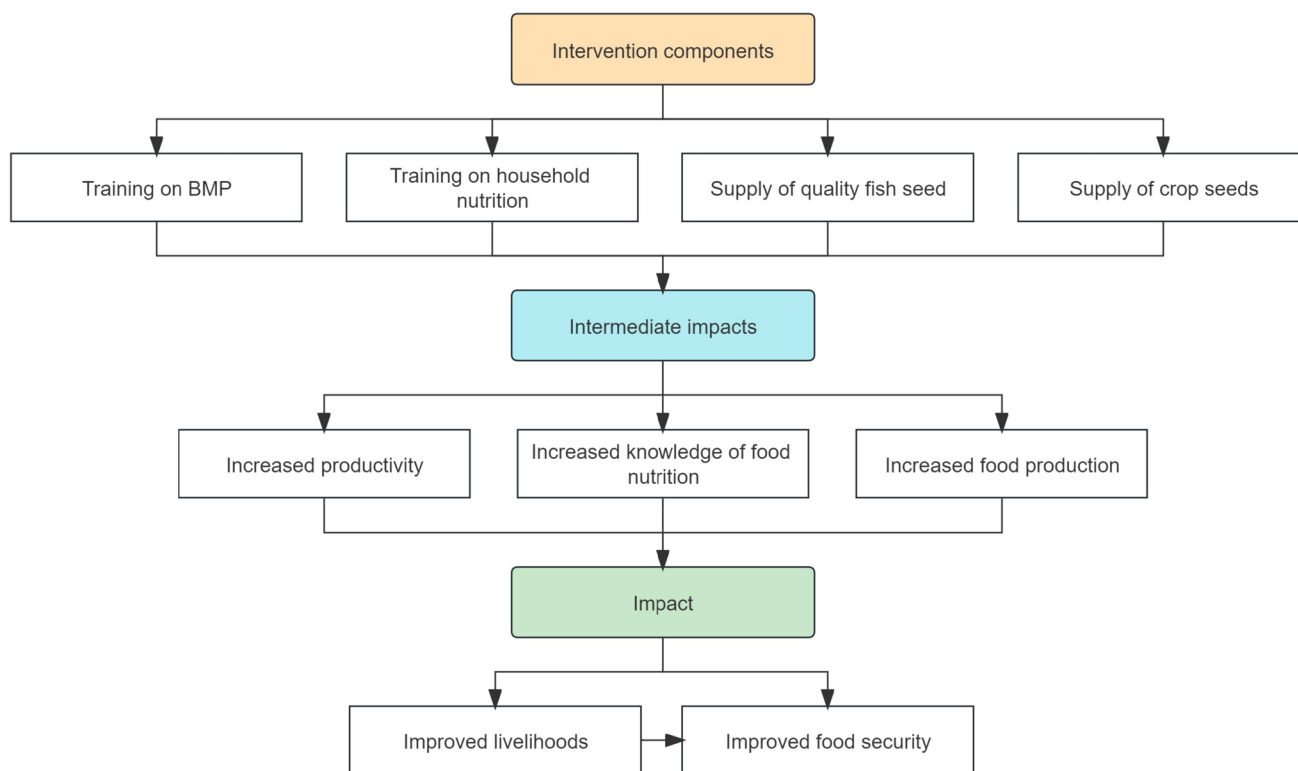 Intervention components
Training on BMP
Training on household
nutrition
Supply of quality fish seed
Supply of crop seeds
Intermediate impacts
Increased productivity
Increased knowledge of food
nutrition
Increased food production
Impact
Improved livelihoods
Improved food security